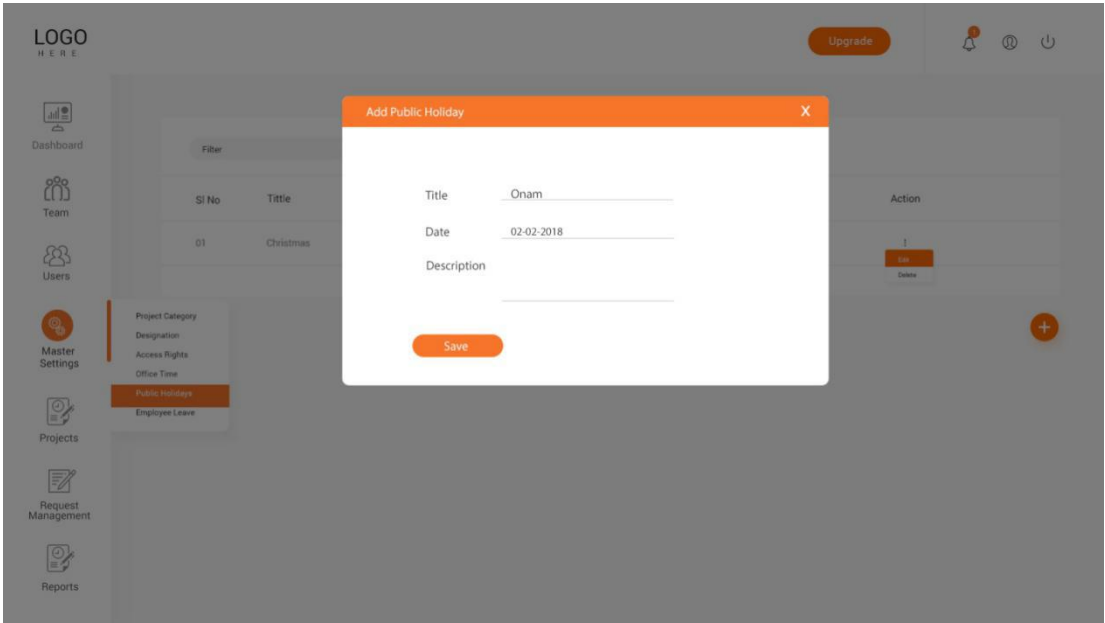 LOGO
HERE
Upgrade
Dashboard
Team
Users
Master
Settings
Projects
Request
Management
Reports
Project Category
Designation
Access Rights
Office Time
Public Holidays
Employee Leave
Filter
Sl No Tittle Action
01 Christmas
Edit
Delete
Add Public Holiday X
Title Onam
Date 02-02-2018
Description
Save